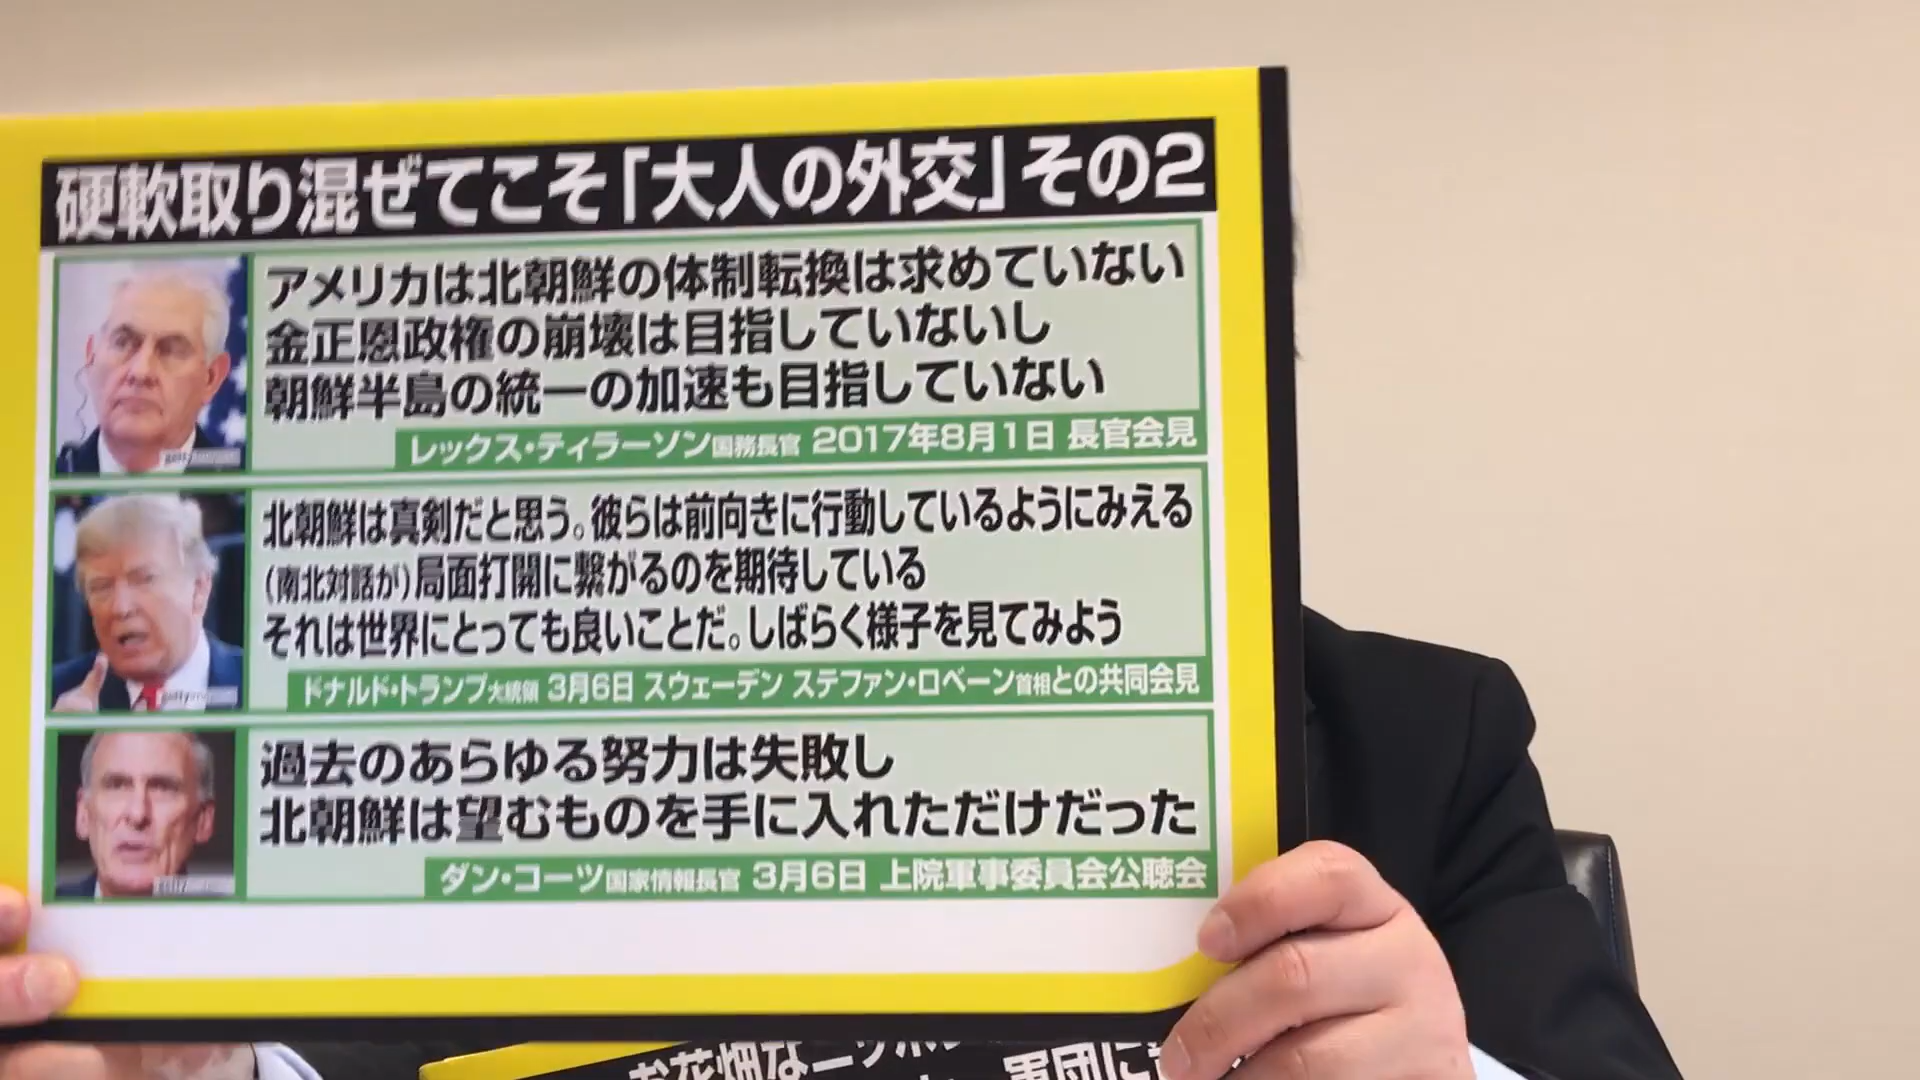 硬軟取り混ぜてこそ「大人の外交」その2
アメリカは北朝鮮の体制転換は求めていない
金正恩政権の崩壊は目指していないし
朝鮮半島の統一の加速も目指していない
レックス・ティラーソン国務長官 2017年8月1日 長官会見
北朝鮮は真剣だと思う。彼らは前向きに行動しているようにみえる
(南北対話が)局面打開に繋がるのを期待している
それは世界にとっても良いことだ。しばらく様子を見てみよう
ドナルド・トランプ大統領 3月6日 スウェーデン ステファン・ロベーン首相との共同会見
過去のあらゆる努力は失敗し
北朝鮮は望むものを手に入れただけだった
ダン・コーツ国家情報長官 3月6日 上院軍事委員会公聴会
お花畑なニッポン
軍団に